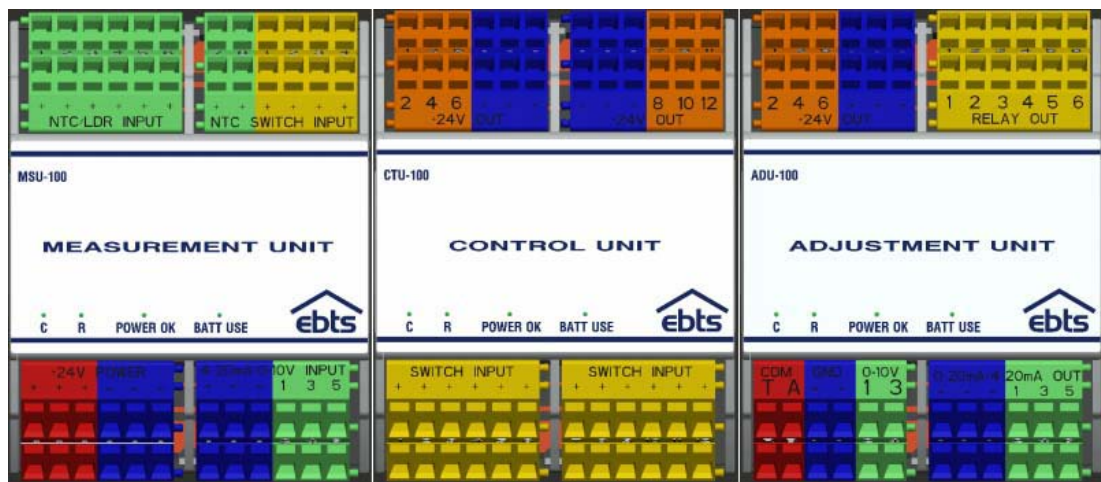 + + + + + +
NTC/LDR INPUT
+ + + + +
NTC SWITCH INPUT
MSU-100
MEASUREMENT UNIT
C R POWER OK BATT USE
ebts
-24V POWER
+ + + - - -
10V INPUT
1 3 5
2 4 6
-24V OUT
8 10 12
-24V OUT
CTU-100
CONTROL UNIT
C R POWER OK BATT USE
ebts
SWITCH INPUT
+ + + + + +
SWITCH INPUT
+ + + + + +
2 4 6
-24V OUT
1 2 3 4 5 6
RELAY OUT
ADU-100
ADJUSTMENT UNIT
C R POWER OK BATT USE
ebts
COM GND 0-10V
T A - - 1 3
20mA OUT
1 3 5